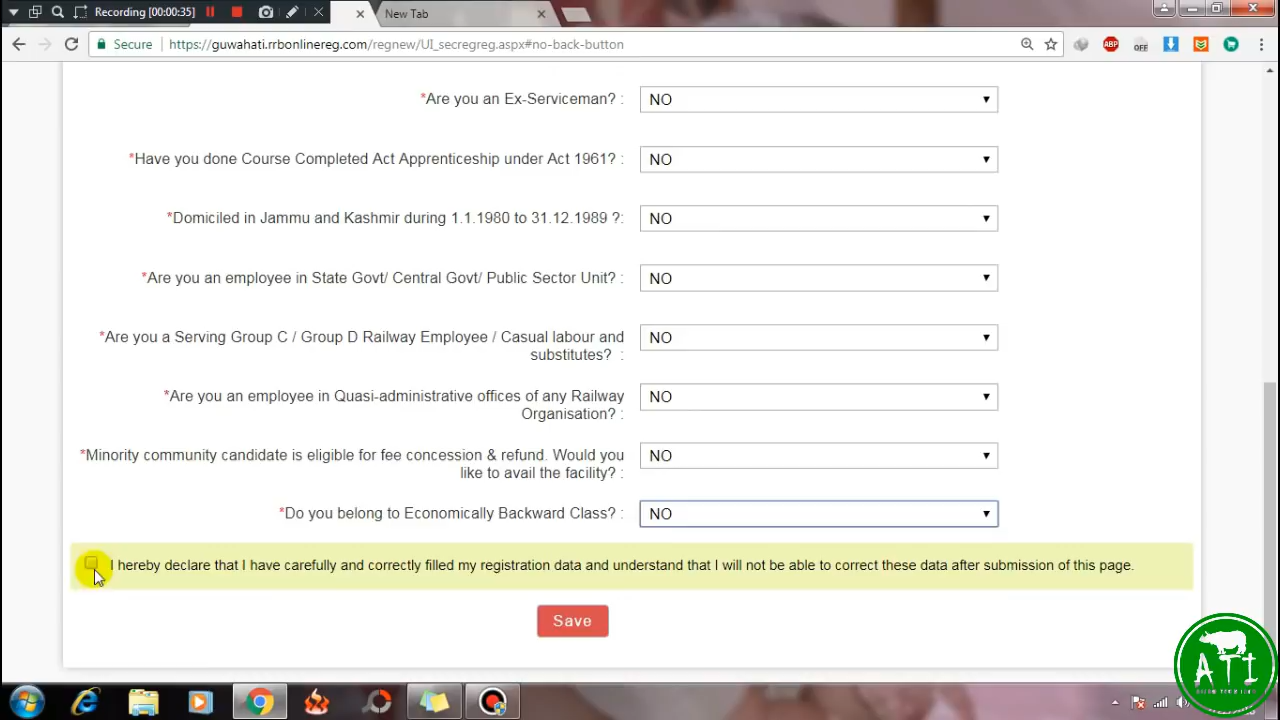 Recording [00:00:35]
New Tab
Secure https://guwahati.rrbonlinereg.com/regnew/UI_secregreg.aspx#no-back-button
ABP
OFF
*Are you an Ex-Serviceman? : NO
*Have you done Course Completed Act Apprenticeship under Act 1961? : NO
*Domiciled in Jammu and Kashmir during 1.1.1980 to 31.12.1989 ?: NO
*Are you an employee in State Govt/ Central Govt/ Public Sector Unit? : NO
*Are you a Serving Group C / Group D Railway Employee / Casual labour and
substitutes? : NO
*Are you an employee in Quasi-administrative offices of any Railway
Organisation? : NO
*Minority community candidate is eligible for fee concession & refund. Would you
like to avail the facility? : NO
*Do you belong to Economically Backward Class? : NO
I hereby declare that I have carefully and correctly filled my registration data and understand that I will not be able to correct these data after submission of this page.
Save
ATI